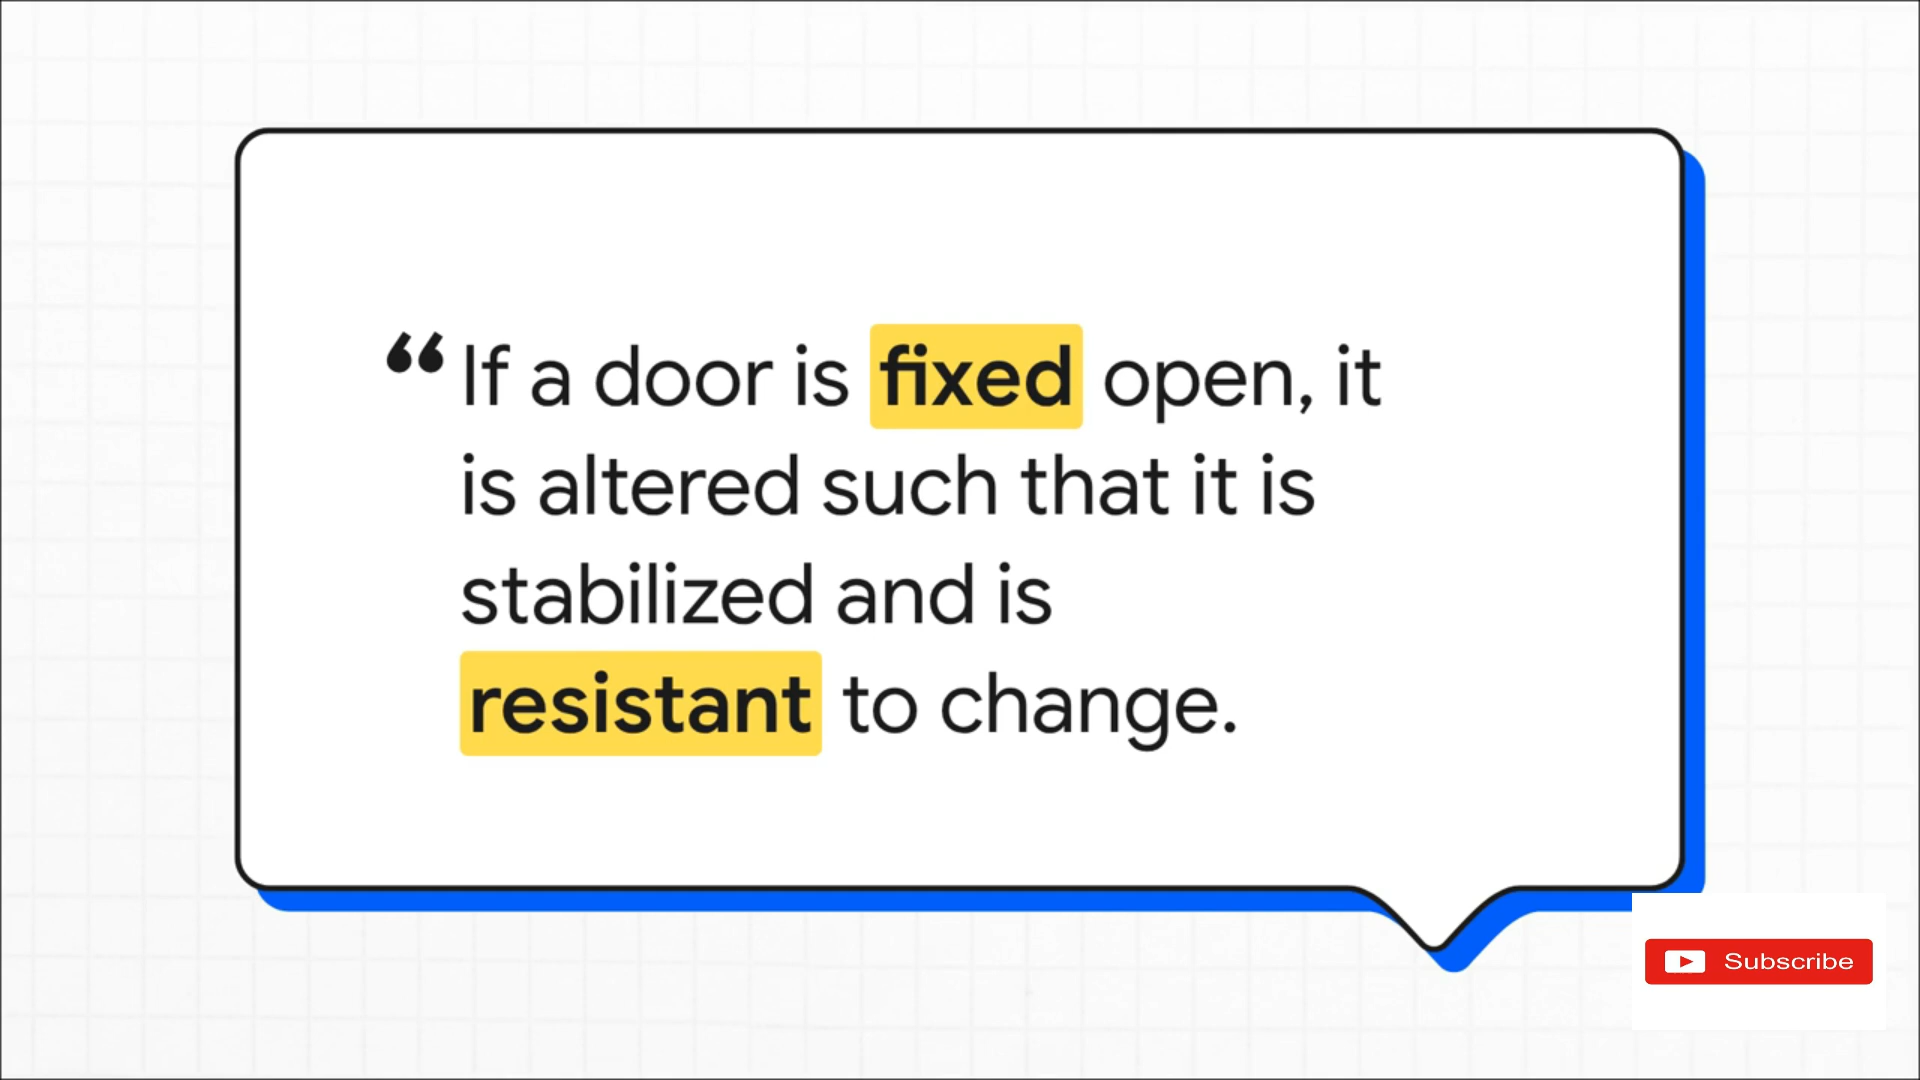 “If a door is fixed open, it
is altered such that it is
stabilized and is
resistant to change.
Subscribe